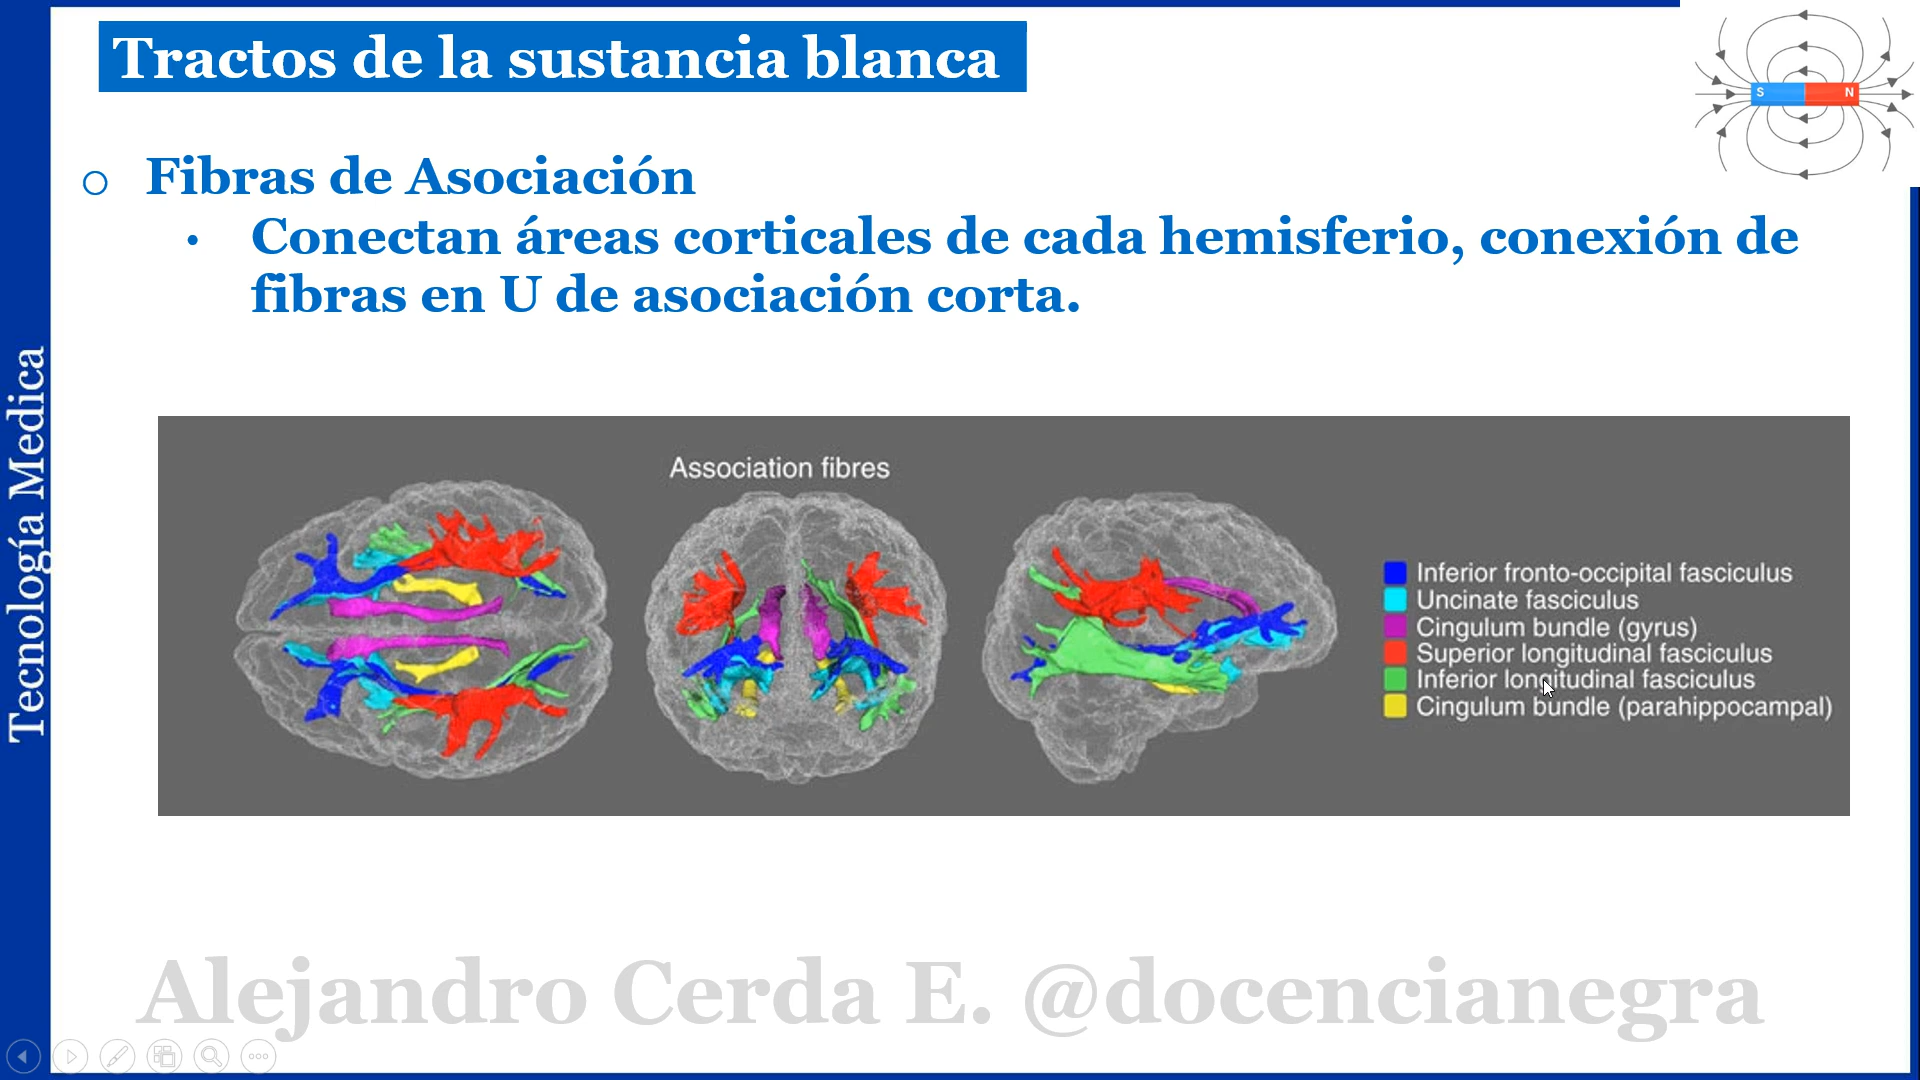 Tractos de la sustancia blanca
S N
Fibras de Asociación
Conectan áreas corticales de cada hemisferio, conexión de
fibras en U de asociación corta.
Tecnología Medica
Association fibres
Inferior fronto-occipital fasciculus
Uncinate fasciculus
Cingulum bundle (gyrus)
Superior longitudinal fasciculus
Inferior longitudinal fasciculus
Cingulum bundle (parahippocampal)
Alejandro Cerda E. @docencianegra